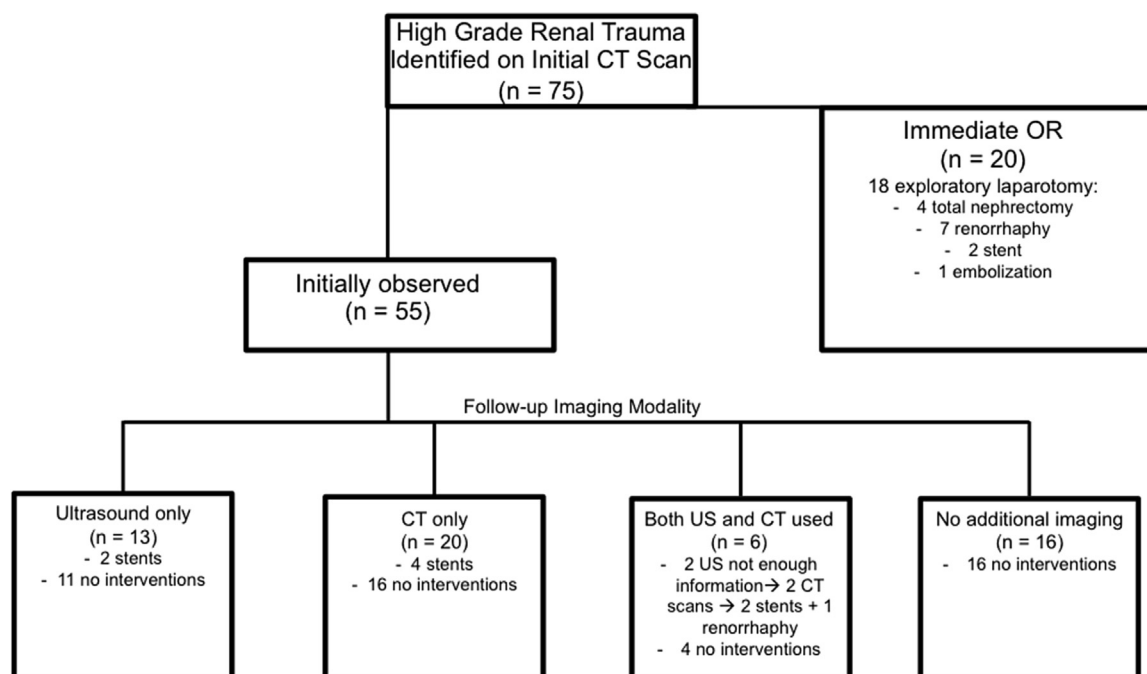 High Grade Renal Trauma
Identified on Initial CT Scan
(n = 75)
Immediate OR
(n = 20)
18 exploratory laparotomy:
- 4 total nephrectomy
- 7 renorrhaphy
- 2 stent
- 1 embolization
Initially observed
(n = 55)
Follow-up Imaging Modality
Ultrasound only
(n = 13)
- 2 stents
- 11 no interventions
CT only
(n = 20)
- 4 stents
- 16 no interventions
Both US and CT used
(n = 6)
- 2 US not enough
information→ 2 CT
scans → 2 stents + 1
renorrhaphy
- 4 no interventions
No additional imaging
(n = 16)
- 16 no interventions